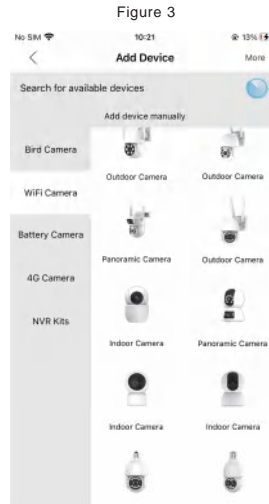 Figure 3
No SIM 10:21 13%
Add Device More
Search for available devices
Add device manually
Bird Camera
WiFi Camera
Battery Camera
4G Camera
NVR Kits
Outdoor Camera Outdoor Camera
Panoramic Camera Outdoor Camera
Indoor Camera Panoramic Camera
Indoor Camera Indoor Camera